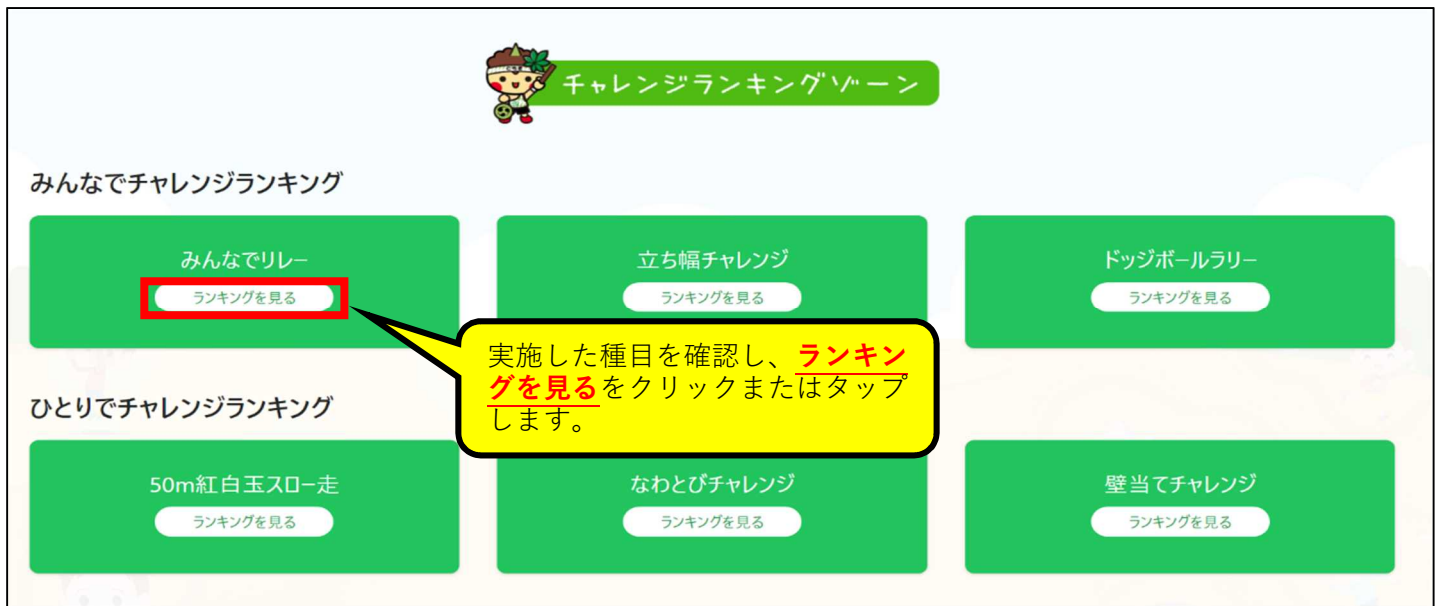 チャレンジランキングゾーン
みんなでチャレンジランキング
みんなでリレー
ランキングを見る
立ち幅チャレンジ
ランキングを見る
ドッジボールラリー
ランキングを見る
実施した種目を確認し、ランキン
グを見るをクリックまたはタップ
します。
ひとりでチャレンジランキング
50m紅白玉スロー走
ランキングを見る
なわとびチャレンジ
ランキングを見る
壁当てチャレンジ
ランキングを見る